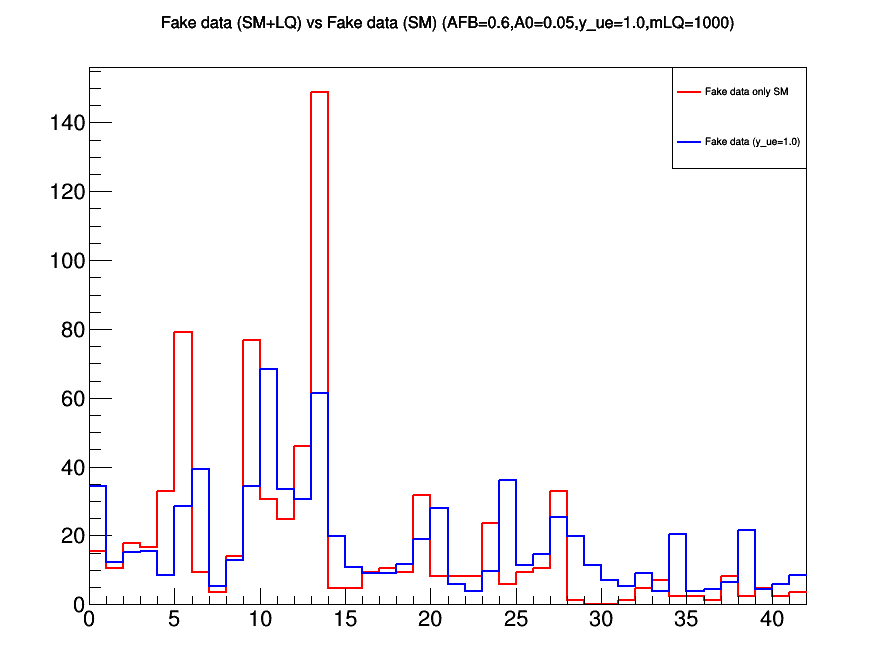 Fake data (SM+LQ) vs Fake data (SM) (AFB=0.6,A0=0.05,y_ue=1.0,mLQ=1000)
Fake data only SM
Fake data (y_ue=1.0)
140
120
100
80
60
40
20
0
0 5 10 15 20 25 30 35 40